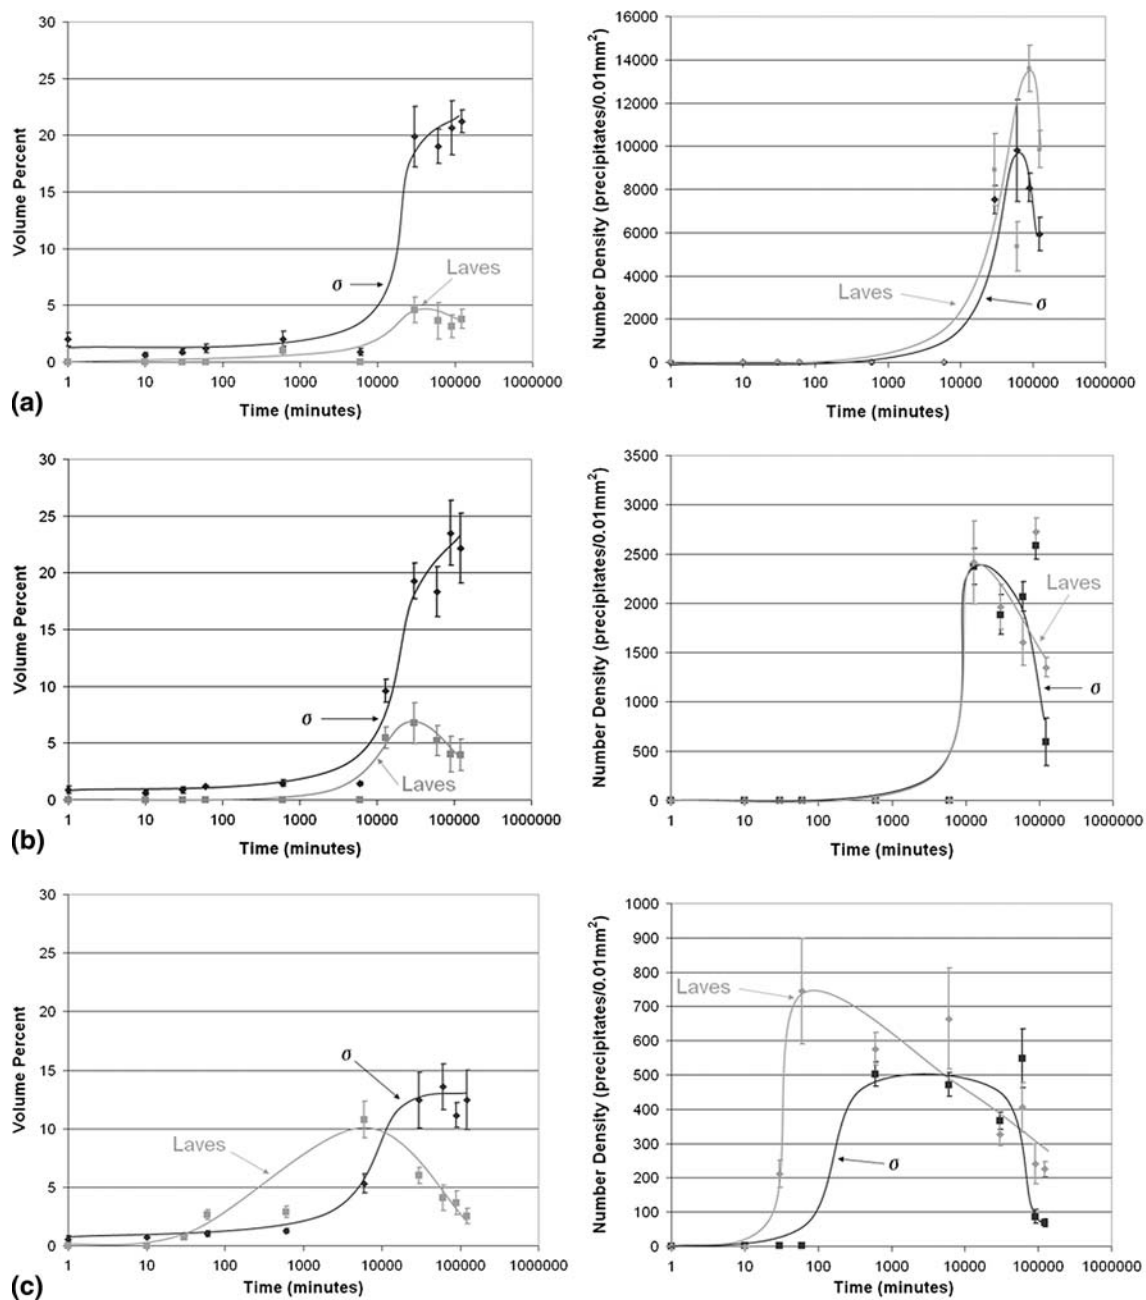 30
25
20
15
10
5
0
Volume Percent
σ
Laves
1 10 100 1000 10000 100000 1000000
Time (minutes)
(a)
16000
14000
12000
10000
8000
6000
4000
2000
0
Number Density (precipitates/0.01mm²)
Laves
σ
1 10 100 1000 10000 100000 1000000
Time (minutes)
30
25
20
15
10
5
0
Volume Percent
σ
Laves
1 10 100 1000 10000 100000 1000000
Time (minutes)
(b)
3500
3000
2500
2000
1500
1000
500
0
Number Density (precipitates/0.01mm²)
Laves
σ
1 10 100 1000 10000 100000 1000000
Time (minutes)
30
25
20
15
10
5
0
Volume Percent
σ
Laves
1 10 100 1000 10000 100000 1000000
Time (minutes)
(c)
1000
900
800
700
600
500
400
300
200
100
0
Number Density (precipitates/0.01mm²)
Laves
σ
1 10 100 1000 10000 100000 1000000
Time (minutes)